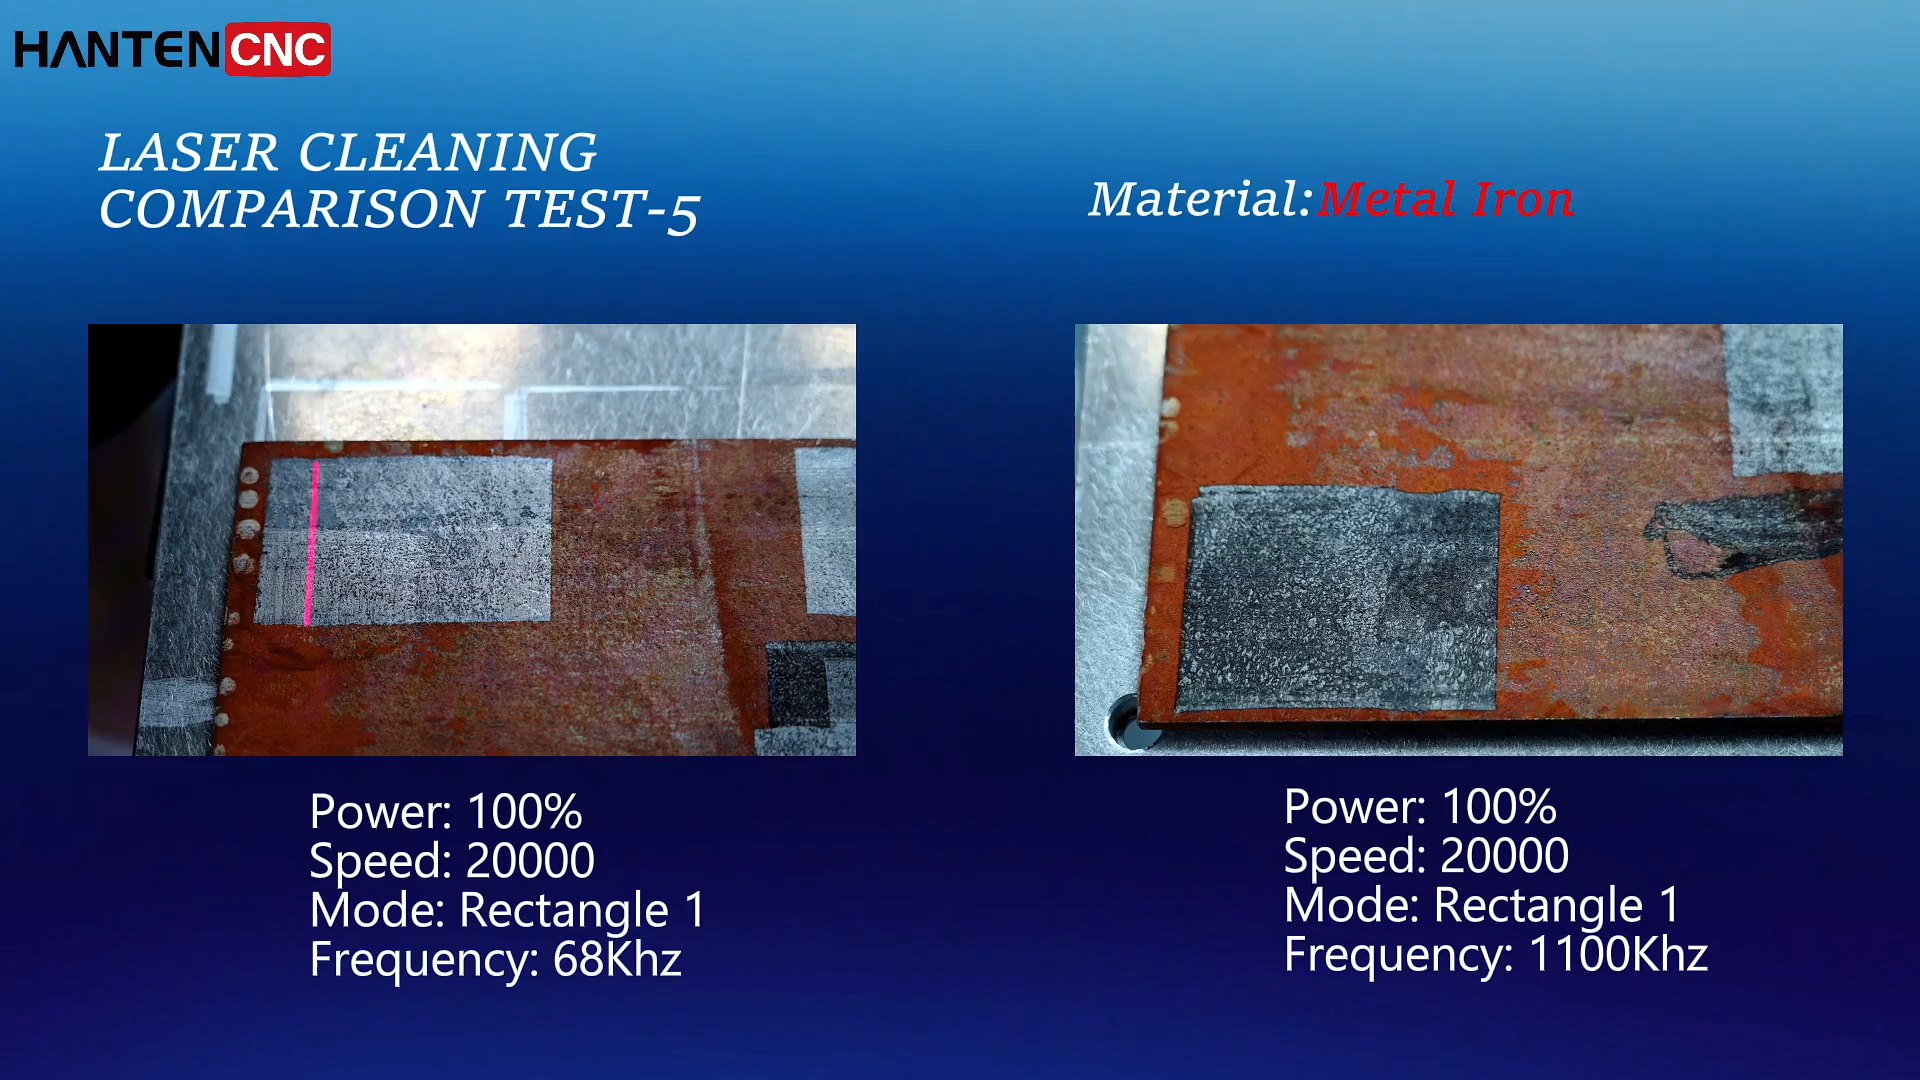 HANTENCNC
LASER CLEANING
COMPARISON TEST-5
Material:Metal Iron
Power: 100%
Speed: 20000
Mode: Rectangle 1
Frequency: 68Khz
Power: 100%
Speed: 20000
Mode: Rectangle 1
Frequency: 1100Khz